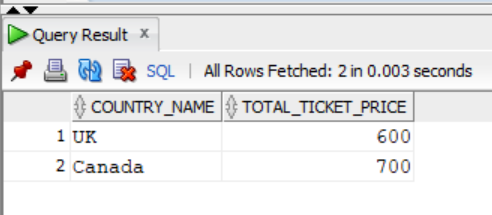 Query Result x
SQL | All Rows Fetched: 2 in 0.003 seconds
COUNTRY_NAME TOTAL_TICKET_PRICE
1 UK 600
2 Canada 700